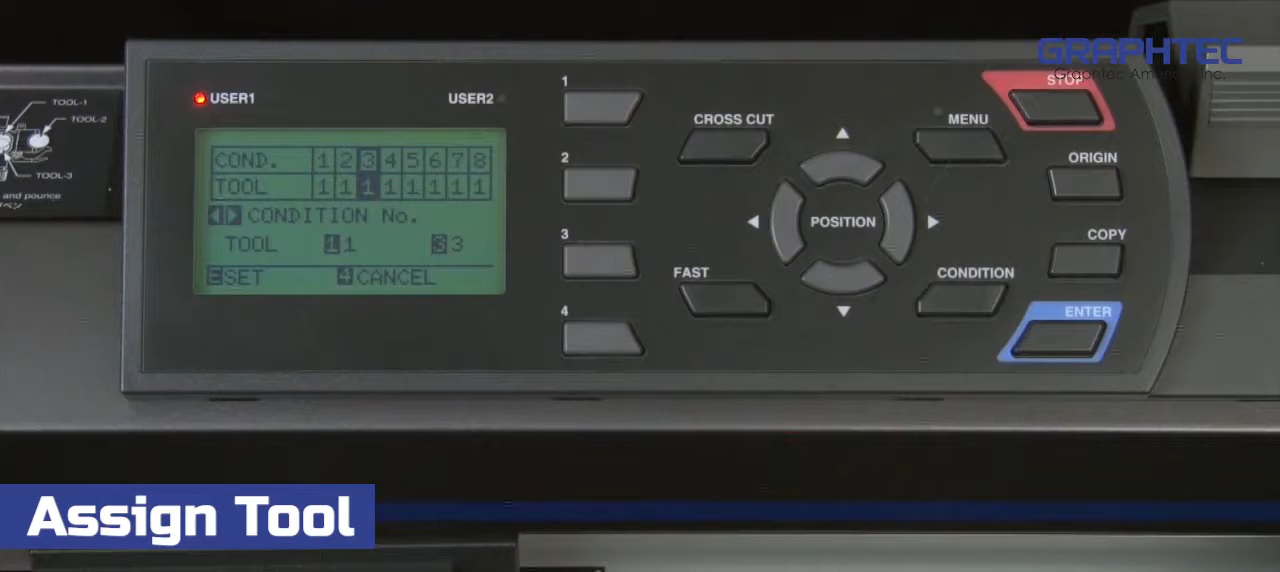 GRAPHTEC
Graphtec America Inc.
TOOL-1
TOOL-2
TOOL-3
and pounce
ペン
USER1
USER2
COND. 1 2 3 4 5 6 7 8
TOOL 1 1 1 1 1 1 1 1
◀▶ CONDITION No.
TOOL 1 1 3 3
E SET 4 CANCEL
1
2
3
4
CROSS CUT
MENU
STOP
ORIGIN
POSITION
COPY
FAST
CONDITION
ENTER
Assign Tool